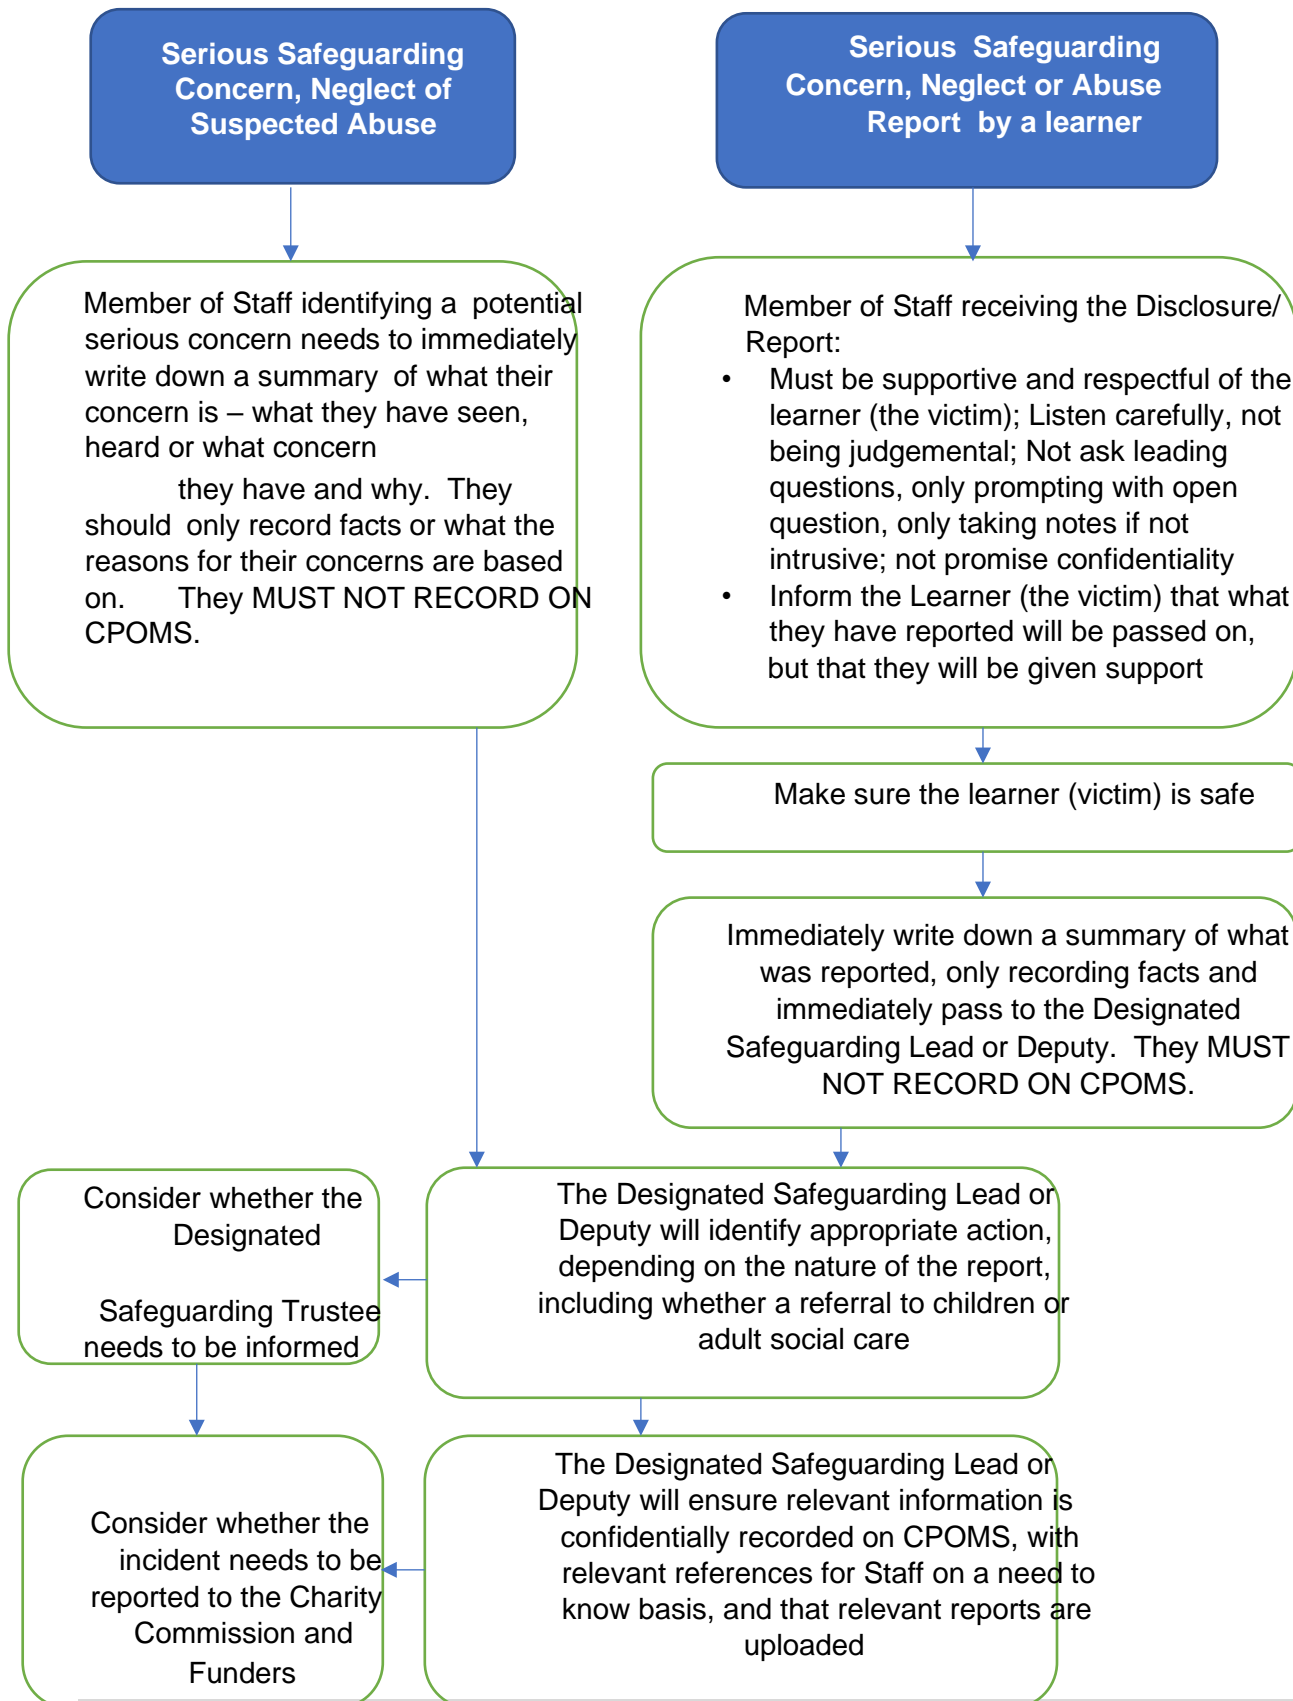 Serious Safeguarding
Concern, Neglect of
Suspected Abuse
Serious Safeguarding
Concern, Neglect or Abuse
Report by a learner
Member of Staff identifying a potential
serious concern needs to immediately
write down a summary of what their
concern is – what they have seen,
heard or what concern
they have and why. They
should only record facts or what the
reasons for their concerns are based
on. They MUST NOT RECORD ON
CPOMS.
Member of Staff receiving the Disclosure/
Report:
• Must be supportive and respectful of the
learner (the victim); Listen carefully, not
being judgemental; Not ask leading
questions, only prompting with open
question, only taking notes if not
intrusive; not promise confidentiality
• Inform the Learner (the victim) that what
they have reported will be passed on,
but that they will be given support
Make sure the learner (victim) is safe
Immediately write down a summary of what
was reported, only recording facts and
immediately pass to the Designated
Safeguarding Lead or Deputy. They MUST
NOT RECORD ON CPOMS.
Consider whether the
Designated
Safeguarding Trustee
needs to be informed
The Designated Safeguarding Lead or
Deputy will identify appropriate action,
depending on the nature of the report,
including whether a referral to children or
adult social care
Consider whether the
incident needs to be
reported to the Charity
Commission and
Funders
The Designated Safeguarding Lead or
Deputy will ensure relevant information is
confidentially recorded on CPOMS, with
relevant references for Staff on a need to
know basis, and that relevant reports are
uploaded